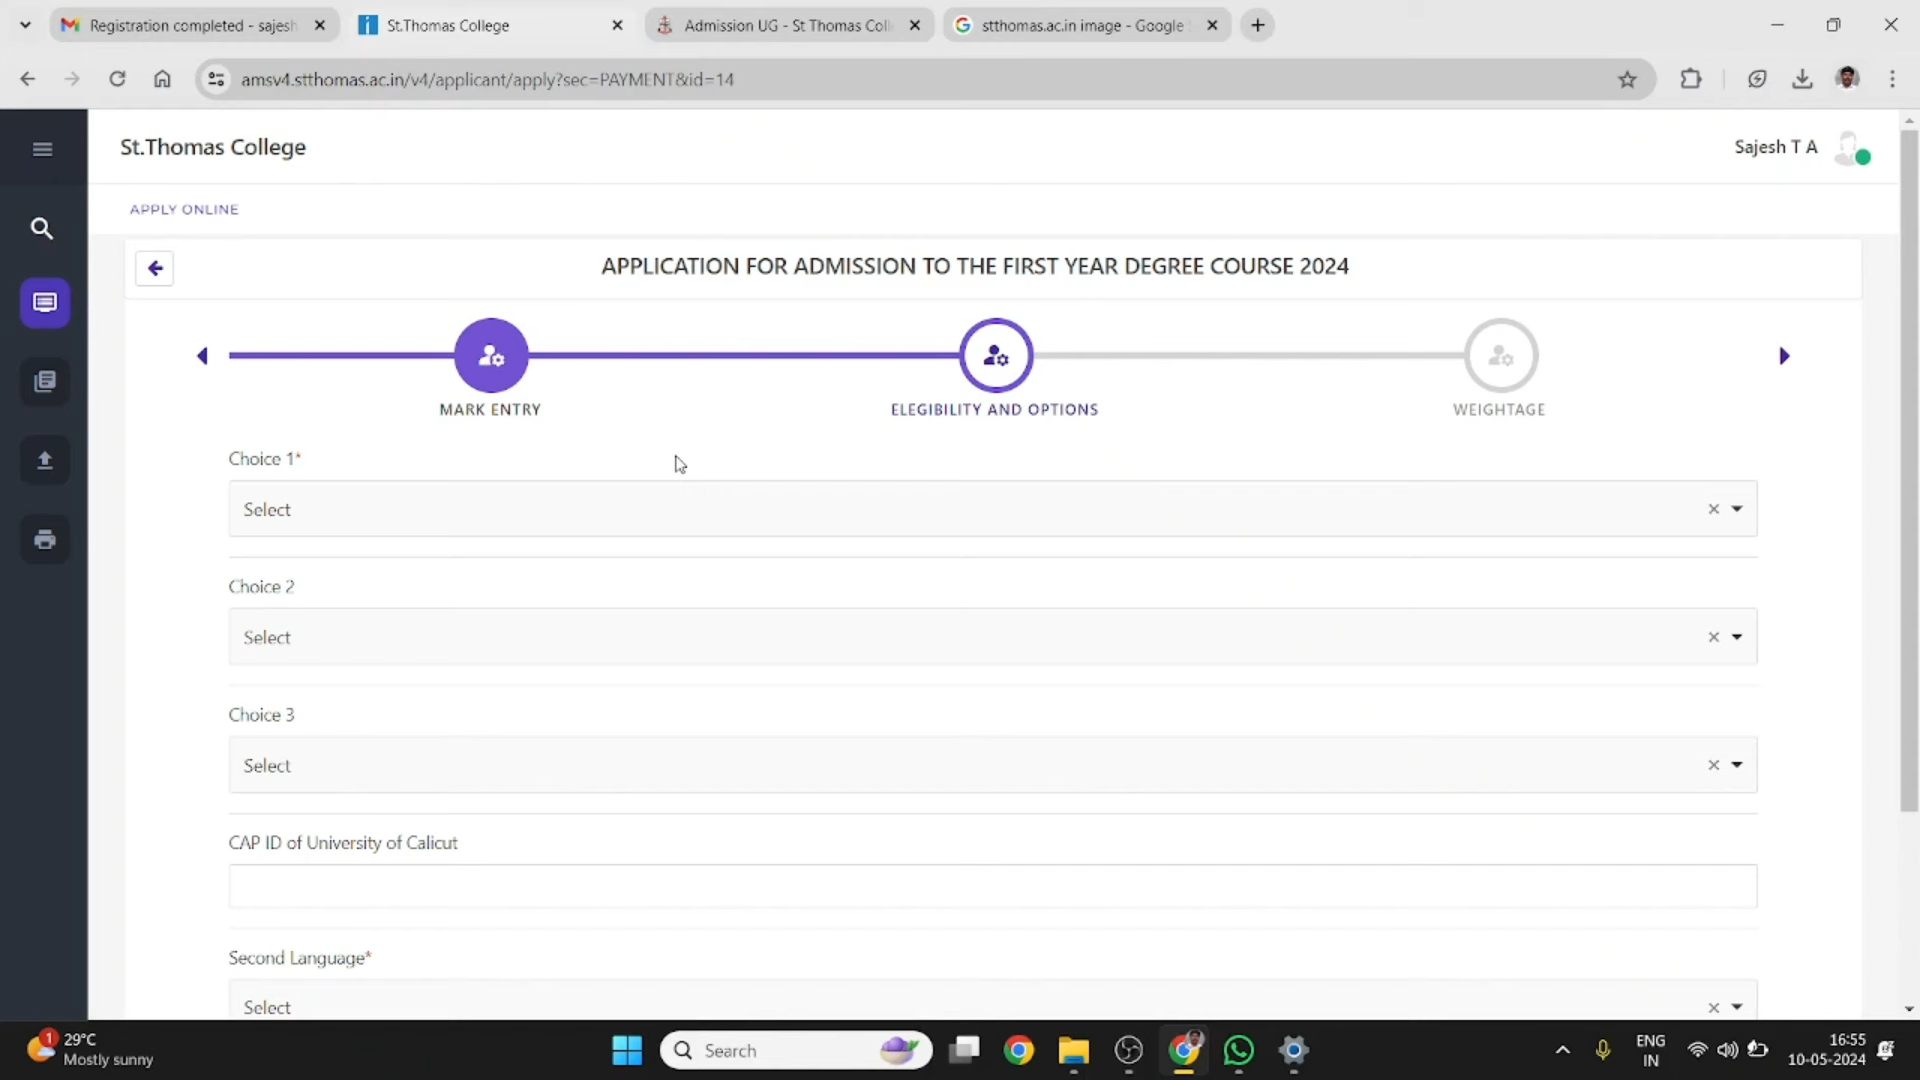 Registration completed - sajesh
St.Thomas College
Admission UG - St Thomas Coll
stthomas.ac.in image - Google
amsv4.stthomas.ac.in/v4/applicant/apply?sec=PAYMENT&id=14
St.Thomas College
Sajesh T A
APPLY ONLINE
APPLICATION FOR ADMISSION TO THE FIRST YEAR DEGREE COURSE 2024
MARK ENTRY
ELEGIBILITY AND OPTIONS
WEIGHTAGE
Choice 1*
Select
Choice 2
Select
Choice 3
Select
CAP ID of University of Calicut
Second Language*
Select
1
29°C
Mostly sunny
Search
ENG
IN
16:55
10-05-2024